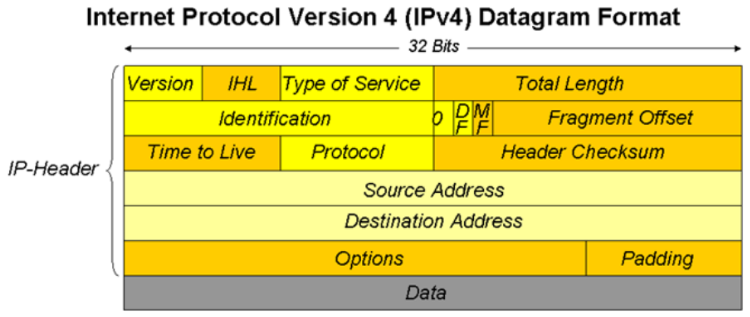 Internet Protocol Version 4 (IPv4) Datagram Format
32 Bits
Version IHL Type of Service Total Length
Identification 0 DF MF Fragment Offset
Time to Live Protocol Header Checksum
IP-Header
Source Address
Destination Address
Options Padding
Data